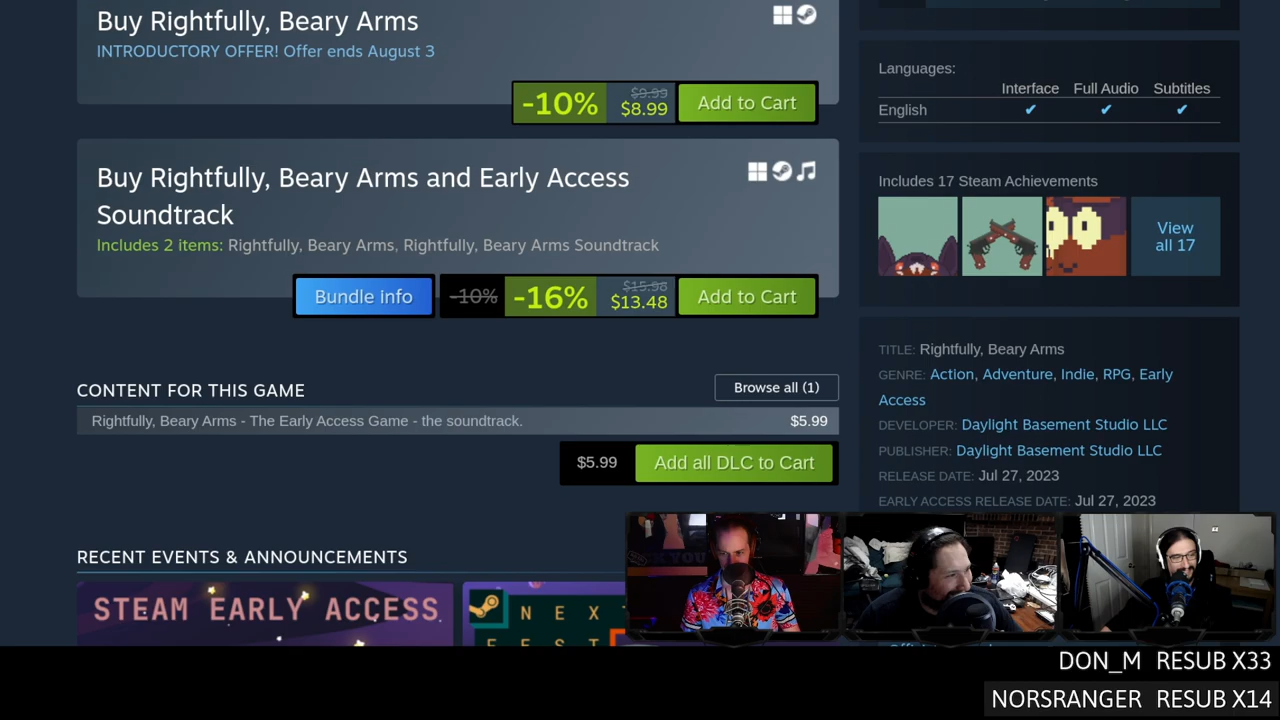 Buy Rightfully, Beary Arms
INTRODUCTORY OFFER! Offer ends August 3
-10%
$9.99
$8.99
Add to Cart
Buy Rightfully, Beary Arms and Early Access
Soundtrack
Includes 2 items: Rightfully, Beary Arms, Rightfully, Beary Arms Soundtrack
Bundle info
-10%
-16%
$15.98
$13.48
Add to Cart
CONTENT FOR THIS GAME
Browse all (1)
Rightfully, Beary Arms - The Early Access Game - the soundtrack.
$5.99
$5.99
Add all DLC to Cart
RECENT EVENTS & ANNOUNCEMENTS
STEAM EARLY ACCESS
NEXT
FEST
Languages:
Interface Full Audio Subtitles
English ✔ ✔ ✔
Includes 17 Steam Achievements
View
all 17
TITLE: Rightfully, Beary Arms
GENRE: Action, Adventure, Indie, RPG, Early
Access
DEVELOPER: Daylight Basement Studio LLC
PUBLISHER: Daylight Basement Studio LLC
RELEASE DATE: Jul 27, 2023
EARLY ACCESS RELEASE DATE: Jul 27, 2023
DON_M RESUB X33
NORSRANGER RESUB X14